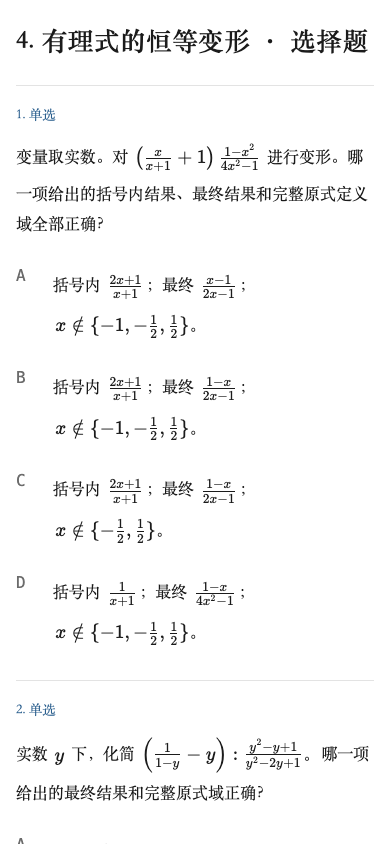 4. 有理式的恒等变形 · 选择题
1. 单选
变量取实数。对 (x/(x+1) + 1) (1−x²)/(4x²−1) 进行变形。哪
一项给出的括号内结果、最终结果和完整原式定义
域全部正确?
A
括号内 (2x+1)/(x+1)；最终 (x−1)/(2x−1)；
x ∉ {−1, −1/2, 1/2}。
B
括号内 (2x+1)/(x+1)；最终 (1−x)/(2x−1)；
x ∉ {−1, −1/2, 1/2}。
C
括号内 (2x+1)/(x+1)；最终 (1−x)/(2x−1)；
x ∉ {−1/2, 1/2}。
D
括号内 1/(x+1)；最终 (1−x)/(4x²−1)；
x ∉ {−1, −1/2, 1/2}。
2. 单选
实数 y 下，化简 (1/(1−y) − y) : (y²−y+1)/(y²−2y+1)。哪一项
给出的最终结果和完整原式域正确?